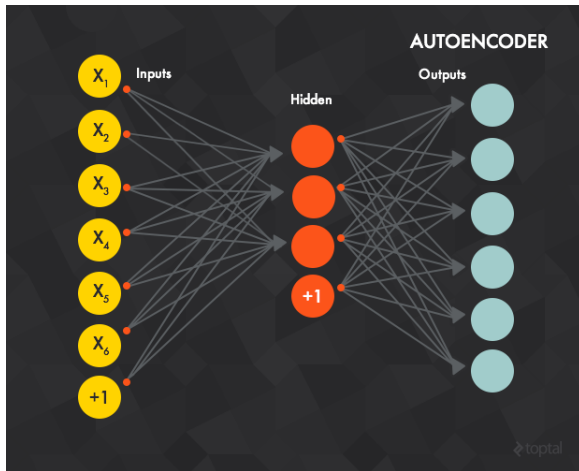 AUTOENCODER
Inputs
Hidden
Outputs
X1
X2
X3
X4
X5
X6
+1
+1
toptal